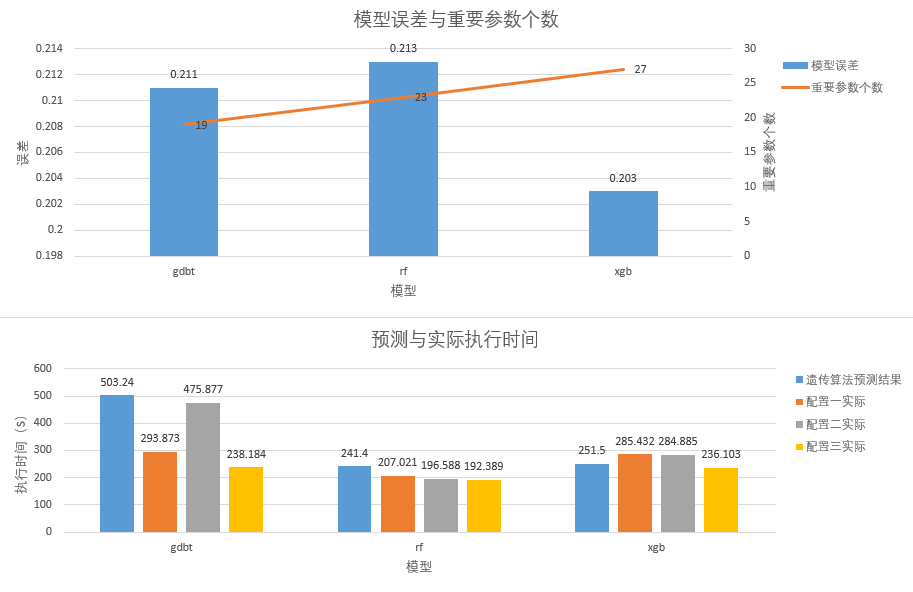 模型误差与重要参数个数
0.214
0.212
0.21
0.208
0.206
0.204
0.202
0.2
0.198
误差
0.211
0.213
0.203
19
23
27
30
25
20
15
10
5
0
重要参数个数
gdbt
rf
xgb
模型
模型误差
重要参数个数
预测与实际执行时间
600
500
400
300
200
100
0
执行时间（s）
503.24
293.873
475.877
238.184
241.4
207.021
196.588
192.389
251.5
285.432
284.885
236.103
gdbt
rf
xgb
模型
遗传算法预测结果
配置一实际
配置二实际
配置三实际